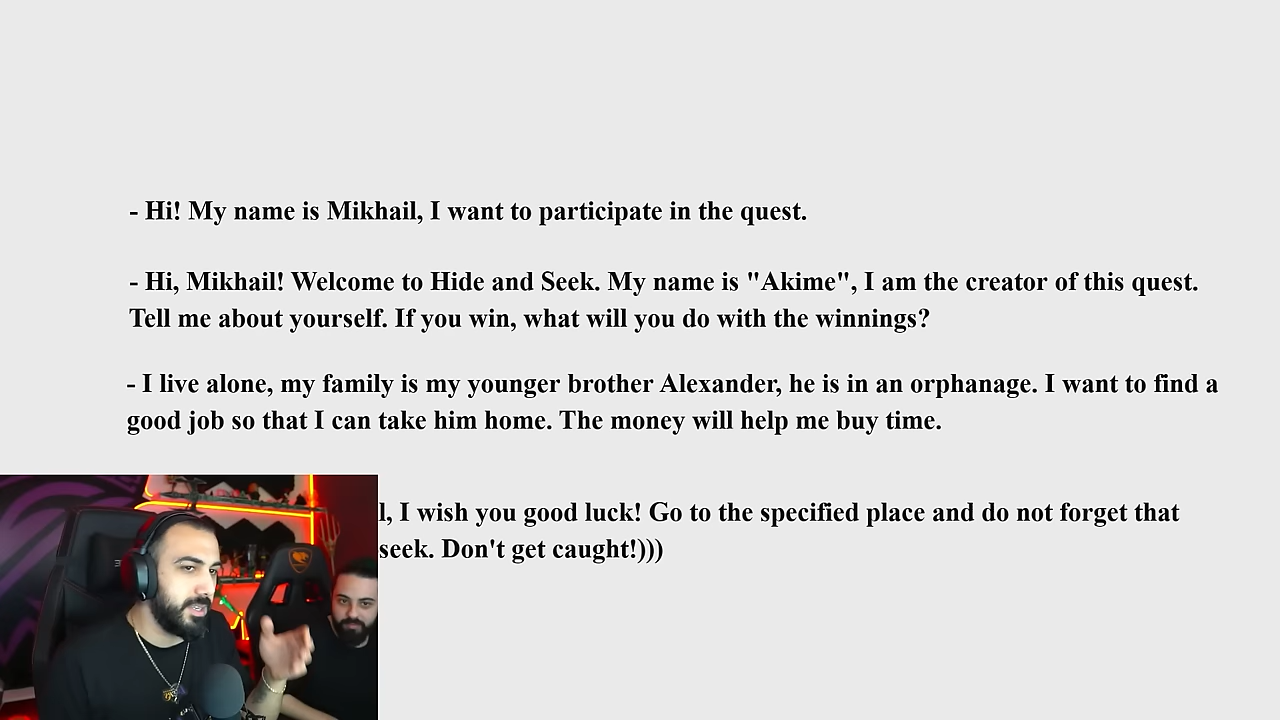 - Hi! My name is Mikhail, I want to participate in the quest.
- Hi, Mikhail! Welcome to Hide and Seek. My name is "Akime", I am the creator of this quest.
Tell me about yourself. If you win, what will you do with the winnings?
- I live alone, my family is my younger brother Alexander, he is in an orphanage. I want to find a
good job so that I can take him home. The money will help me buy time.
l, I wish you good luck! Go to the specified place and do not forget that
seek. Don't get caught!)))